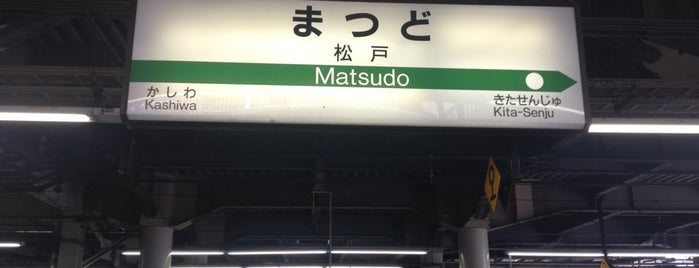 まつど
松戸
Matsudo
かしわ
Kashiwa
きたせんじゅ
Kita-Senju